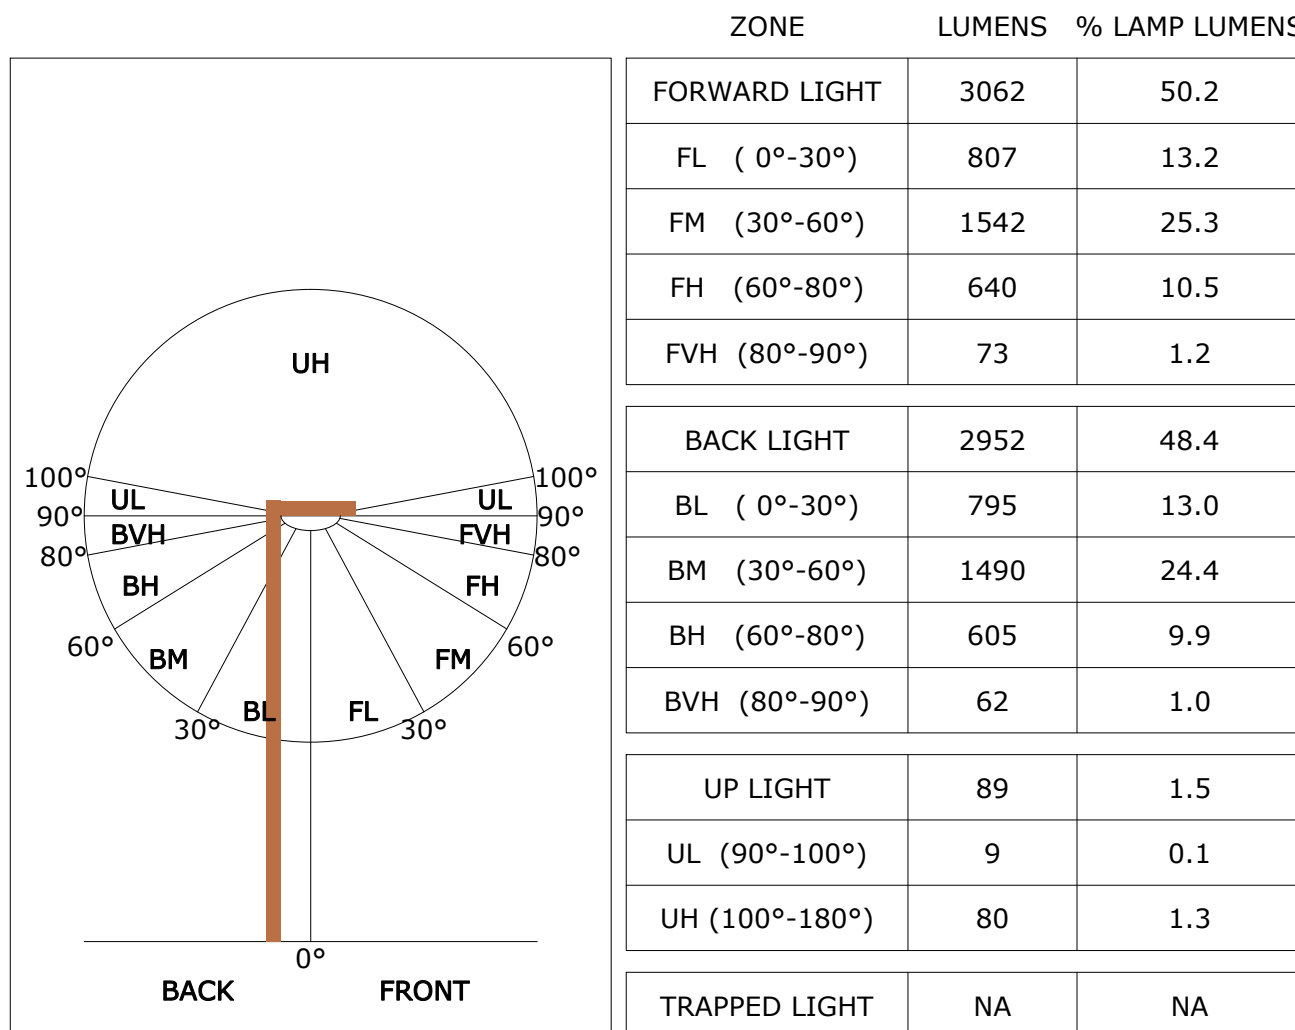 ZONE LUMENS % LAMP LUMENS
FORWARD LIGHT 3062 50.2
FL ( 0°-30°) 807 13.2
FM (30°-60°) 1542 25.3
FH (60°-80°) 640 10.5
FVH (80°-90°) 73 1.2
BACK LIGHT 2952 48.4
BL ( 0°-30°) 795 13.0
BM (30°-60°) 1490 24.4
BH (60°-80°) 605 9.9
BVH (80°-90°) 62 1.0
UP LIGHT 89 1.5
UL (90°-100°) 9 0.1
UH (100°-180°) 80 1.3
TRAPPED LIGHT NA NA
UH
100° 100°
UL UL
90° 90°
BVH FVH
80° 80°
BH FH
60° 60°
BM FM
BL FL
30° 30°
0°
BACK FRONT